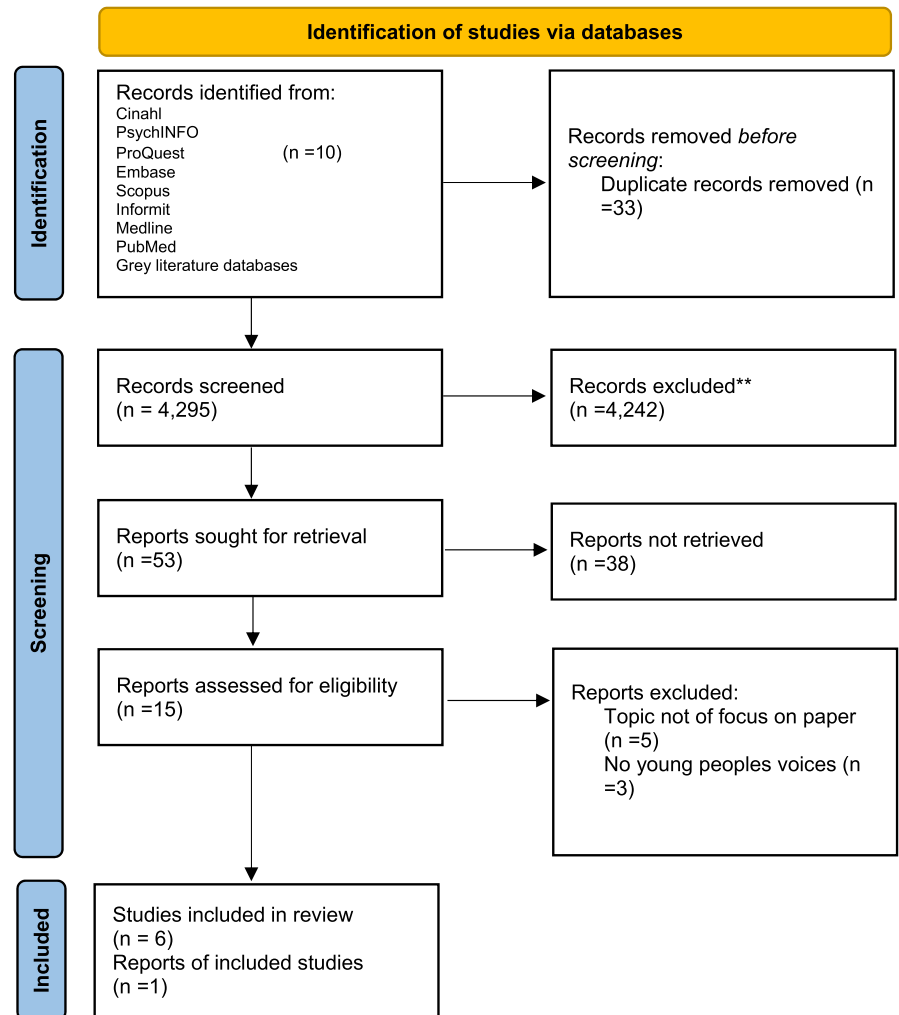 Identification of studies via databases
Identification
Records identified from:
Cinahl
PsychINFO
ProQuest (n =10)
Embase
Scopus
Informit
Medline
PubMed
Grey literature databases
Records removed before
screening:
Duplicate records removed (n
=33)
Screening
Records screened
(n = 4,295)
Records excluded**
(n =4,242)
Reports sought for retrieval
(n =53)
Reports not retrieved
(n =38)
Reports assessed for eligibility
(n =15)
Reports excluded:
Topic not of focus on paper
(n =5)
No young peoples voices (n
=3)
Included
Studies included in review
(n = 6)
Reports of included studies
(n =1)